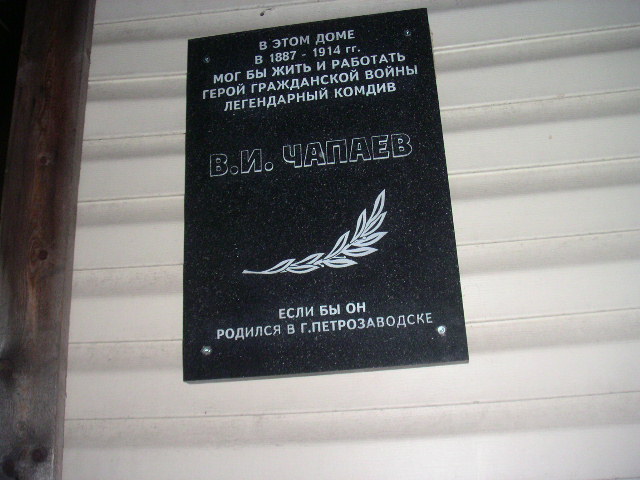 В ЭТОМ ДОМЕ
В 1887 - 1914 гг.
МОГ БЫ ЖИТЬ И РАБОТАТЬ
ГЕРОЙ ГРАЖДАНСКОЙ ВОЙНЫ
ЛЕГЕНДАРНЫЙ КОМДИВ
В.И. ЧАПАЕВ
ЕСЛИ БЫ ОН
РОДИЛСЯ В Г.ПЕТРОЗАВОДСКЕ